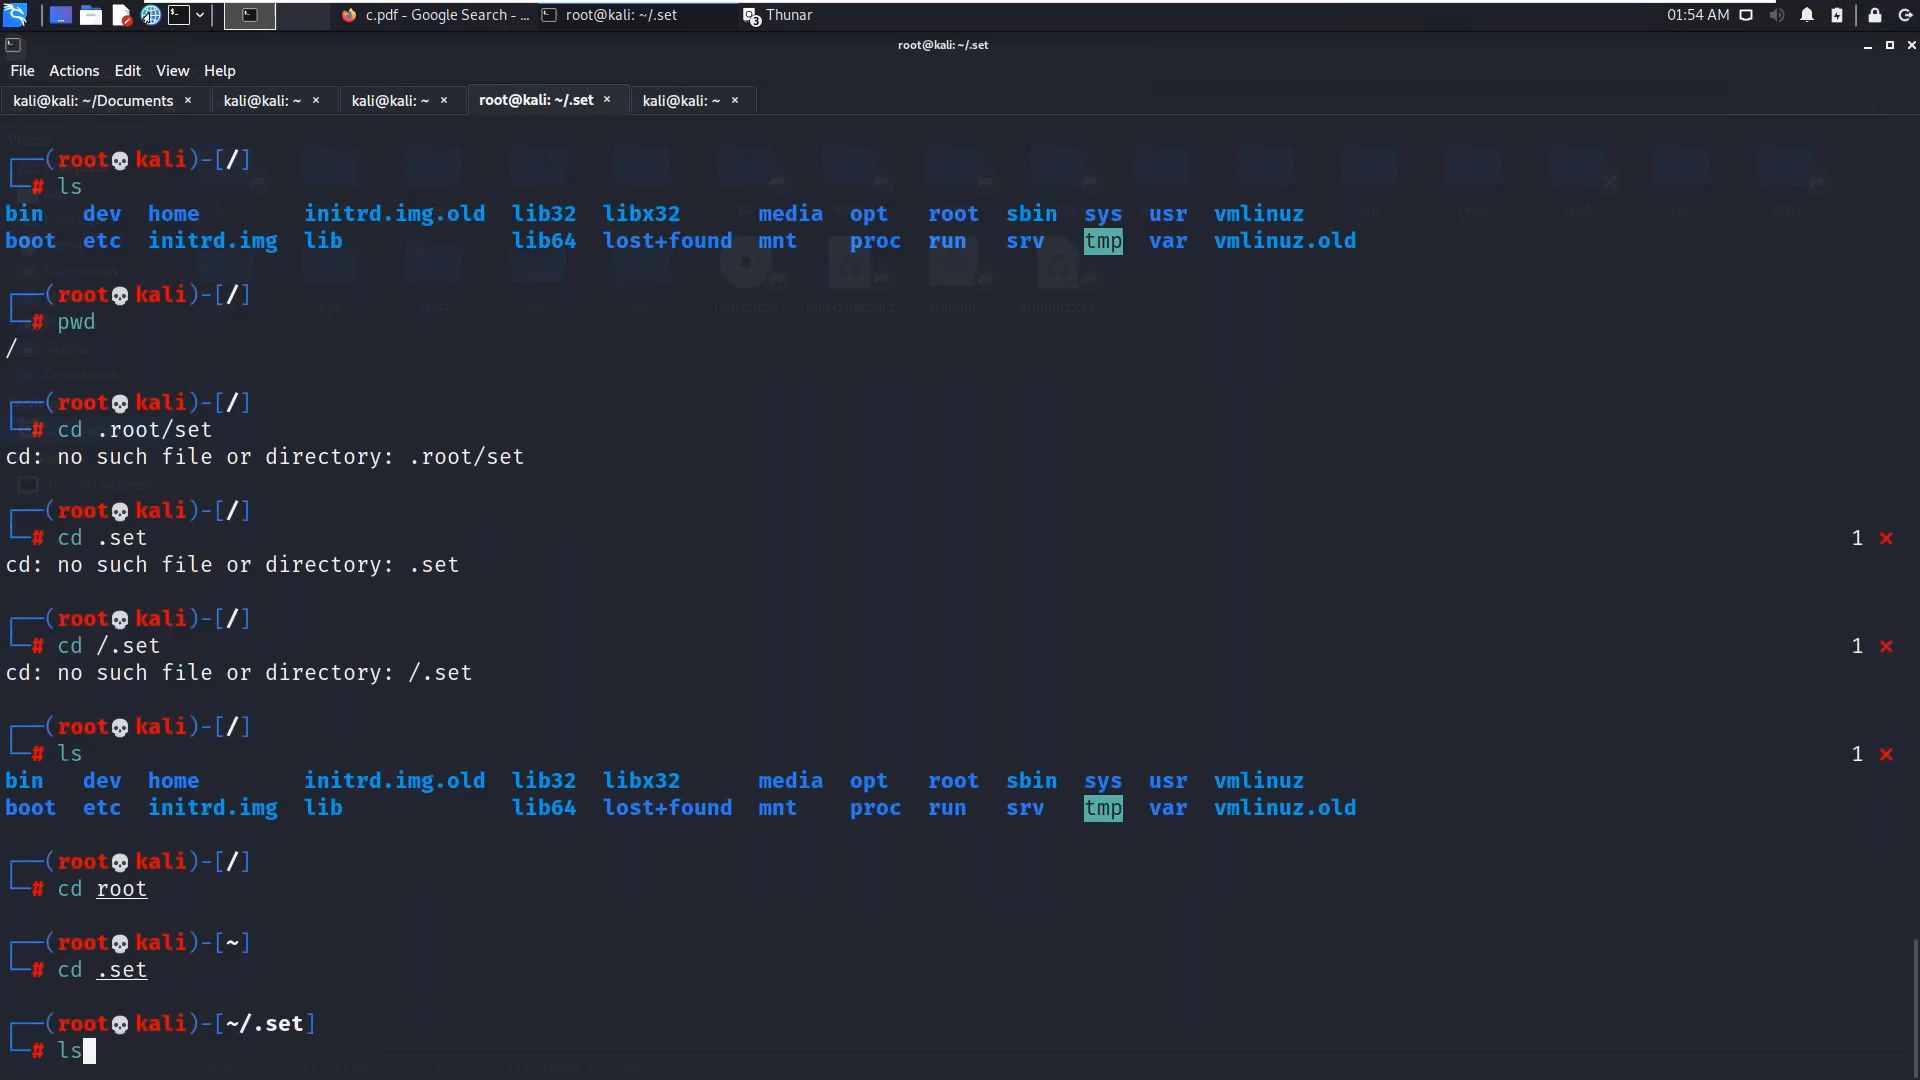 c.pdf - Google Search - ...
root@kali: ~/.set
3 Thunar
01:54 AM
root@kali: ~/.set
File Actions Edit View Help
kali@kali: ~/Documents × kali@kali: ~ × kali@kali: ~ × root@kali: ~/.set × kali@kali: ~ ×
┌──(root💀kali)-[/]
└─# ls
bin dev home initrd.img.old lib32 libx32 media opt root sbin sys usr vmlinuz
boot etc initrd.img lib lib64 lost+found mnt proc run srv tmp var vmlinuz.old
┌──(root💀kali)-[/]
└─# pwd
/
┌──(root💀kali)-[/]
└─# cd .root/set
cd: no such file or directory: .root/set
┌──(root💀kali)-[/]
└─# cd .set 1 ×
cd: no such file or directory: .set
┌──(root💀kali)-[/]
└─# cd /.set 1 ×
cd: no such file or directory: /.set
┌──(root💀kali)-[/]
└─# ls 1 ×
bin dev home initrd.img.old lib32 libx32 media opt root sbin sys usr vmlinuz
boot etc initrd.img lib lib64 lost+found mnt proc run srv tmp var vmlinuz.old
┌──(root💀kali)-[/]
└─# cd root
┌──(root💀kali)-[~]
└─# cd .set
┌──(root💀kali)-[~/.set]
└─# ls